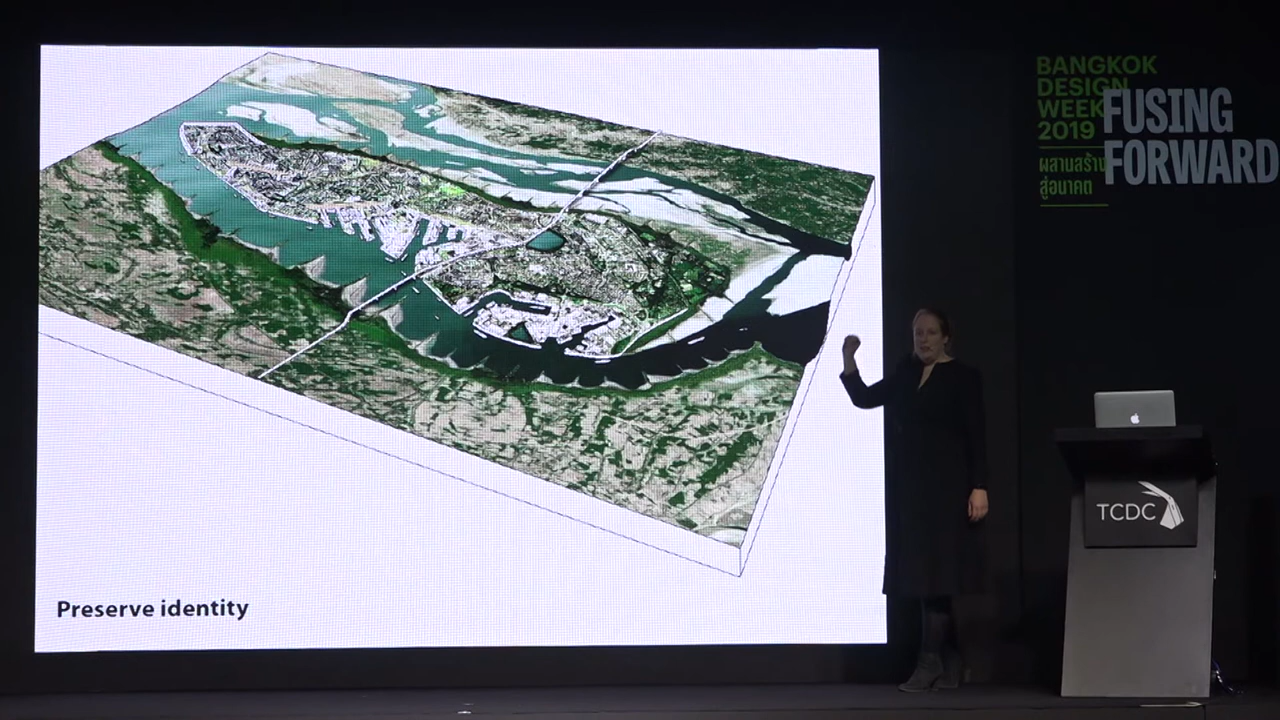 Preserve identity
BANGKOK
DESIGN
WEEK
2019
FUSING
FORWARD
ผสานสร้าง
สู่อนาคต
TCDC